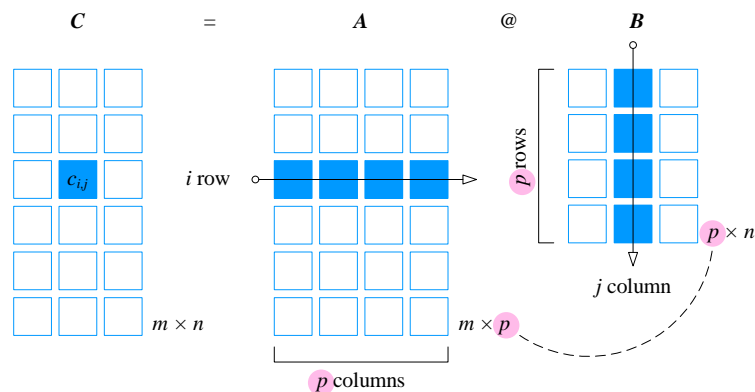 C = A @ B
p rows
c_{i,j}
i row
p × n
j column
m × n
m × p
p columns